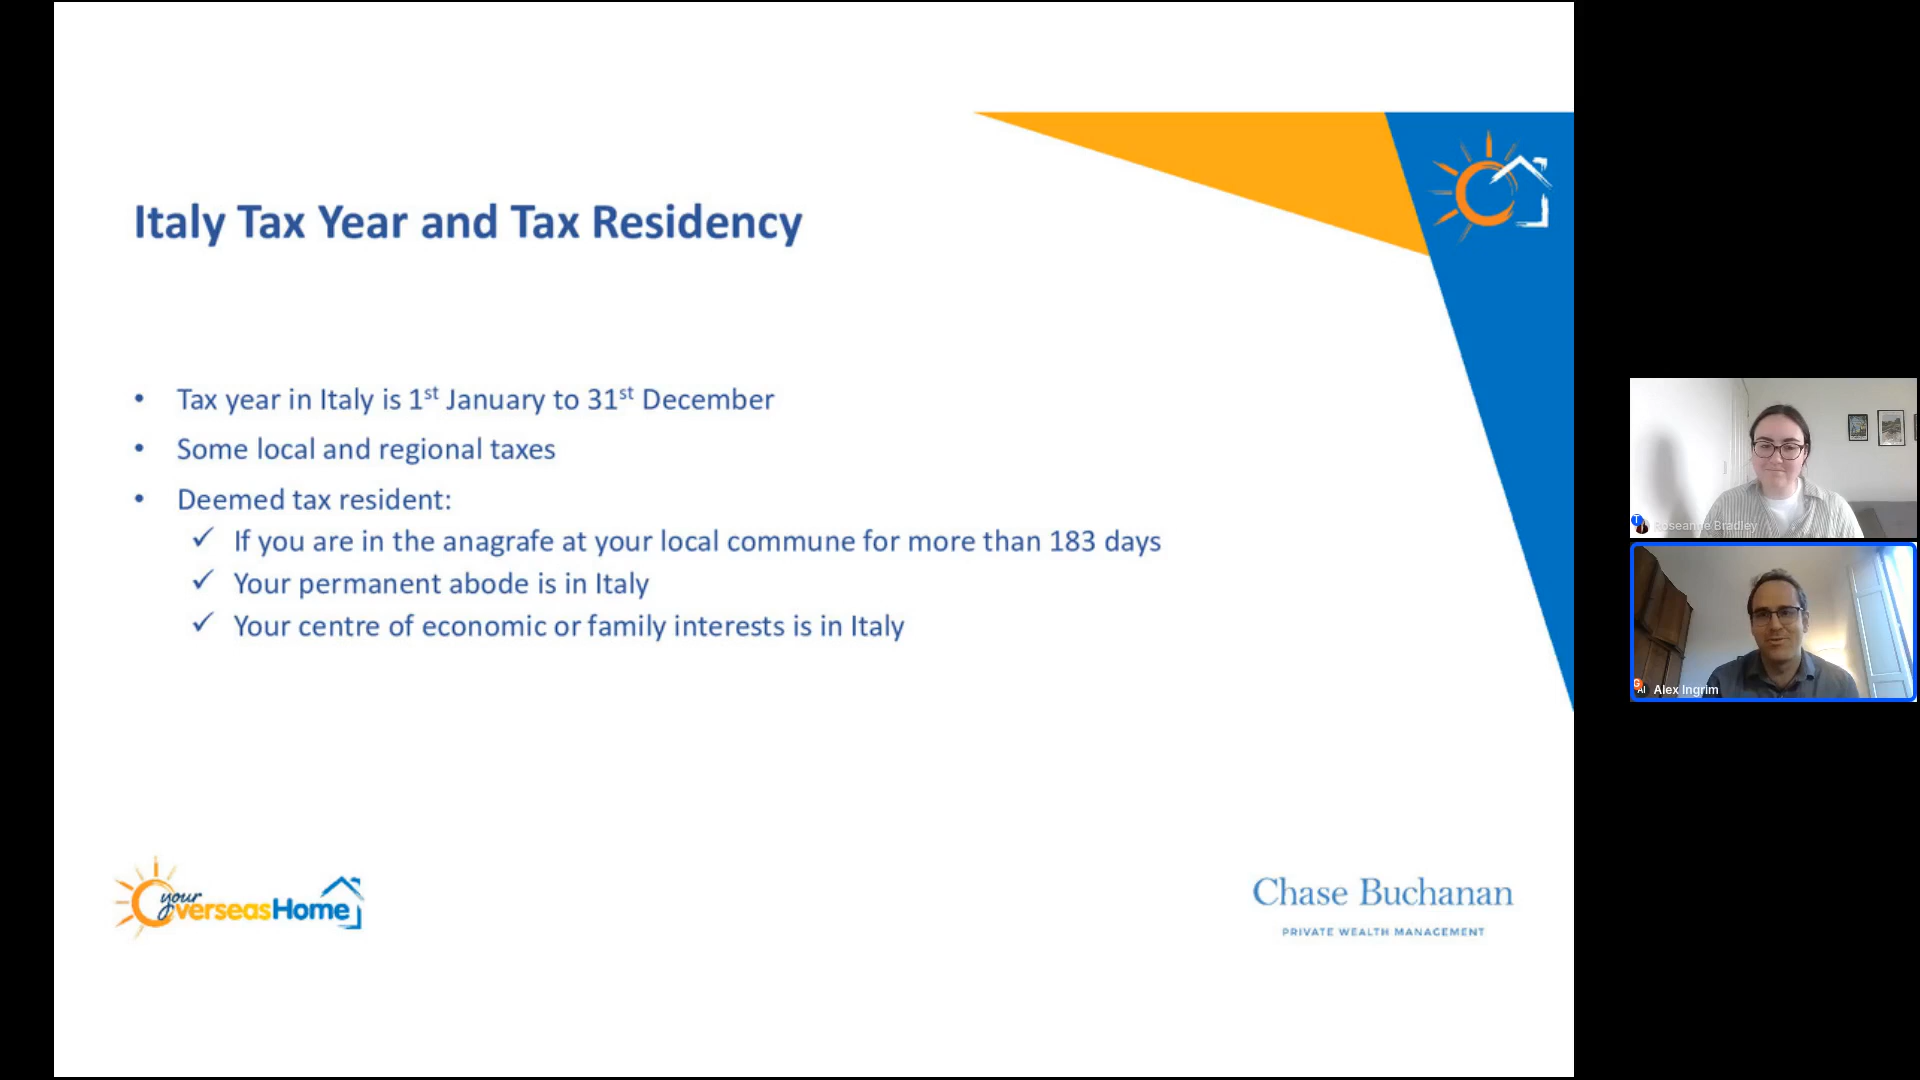 Italy Tax Year and Tax Residency
• Tax year in Italy is 1st January to 31st December
• Some local and regional taxes
• Deemed tax resident:
✓ If you are in the anagrafe at your local commune for more than 183 days
✓ Your permanent abode is in Italy
✓ Your centre of economic or family interests is in Italy
your
OverseasHome
Chase Buchanan
PRIVATE WEALTH MANAGEMENT
Roseanne Bradley
Alex Ingrim